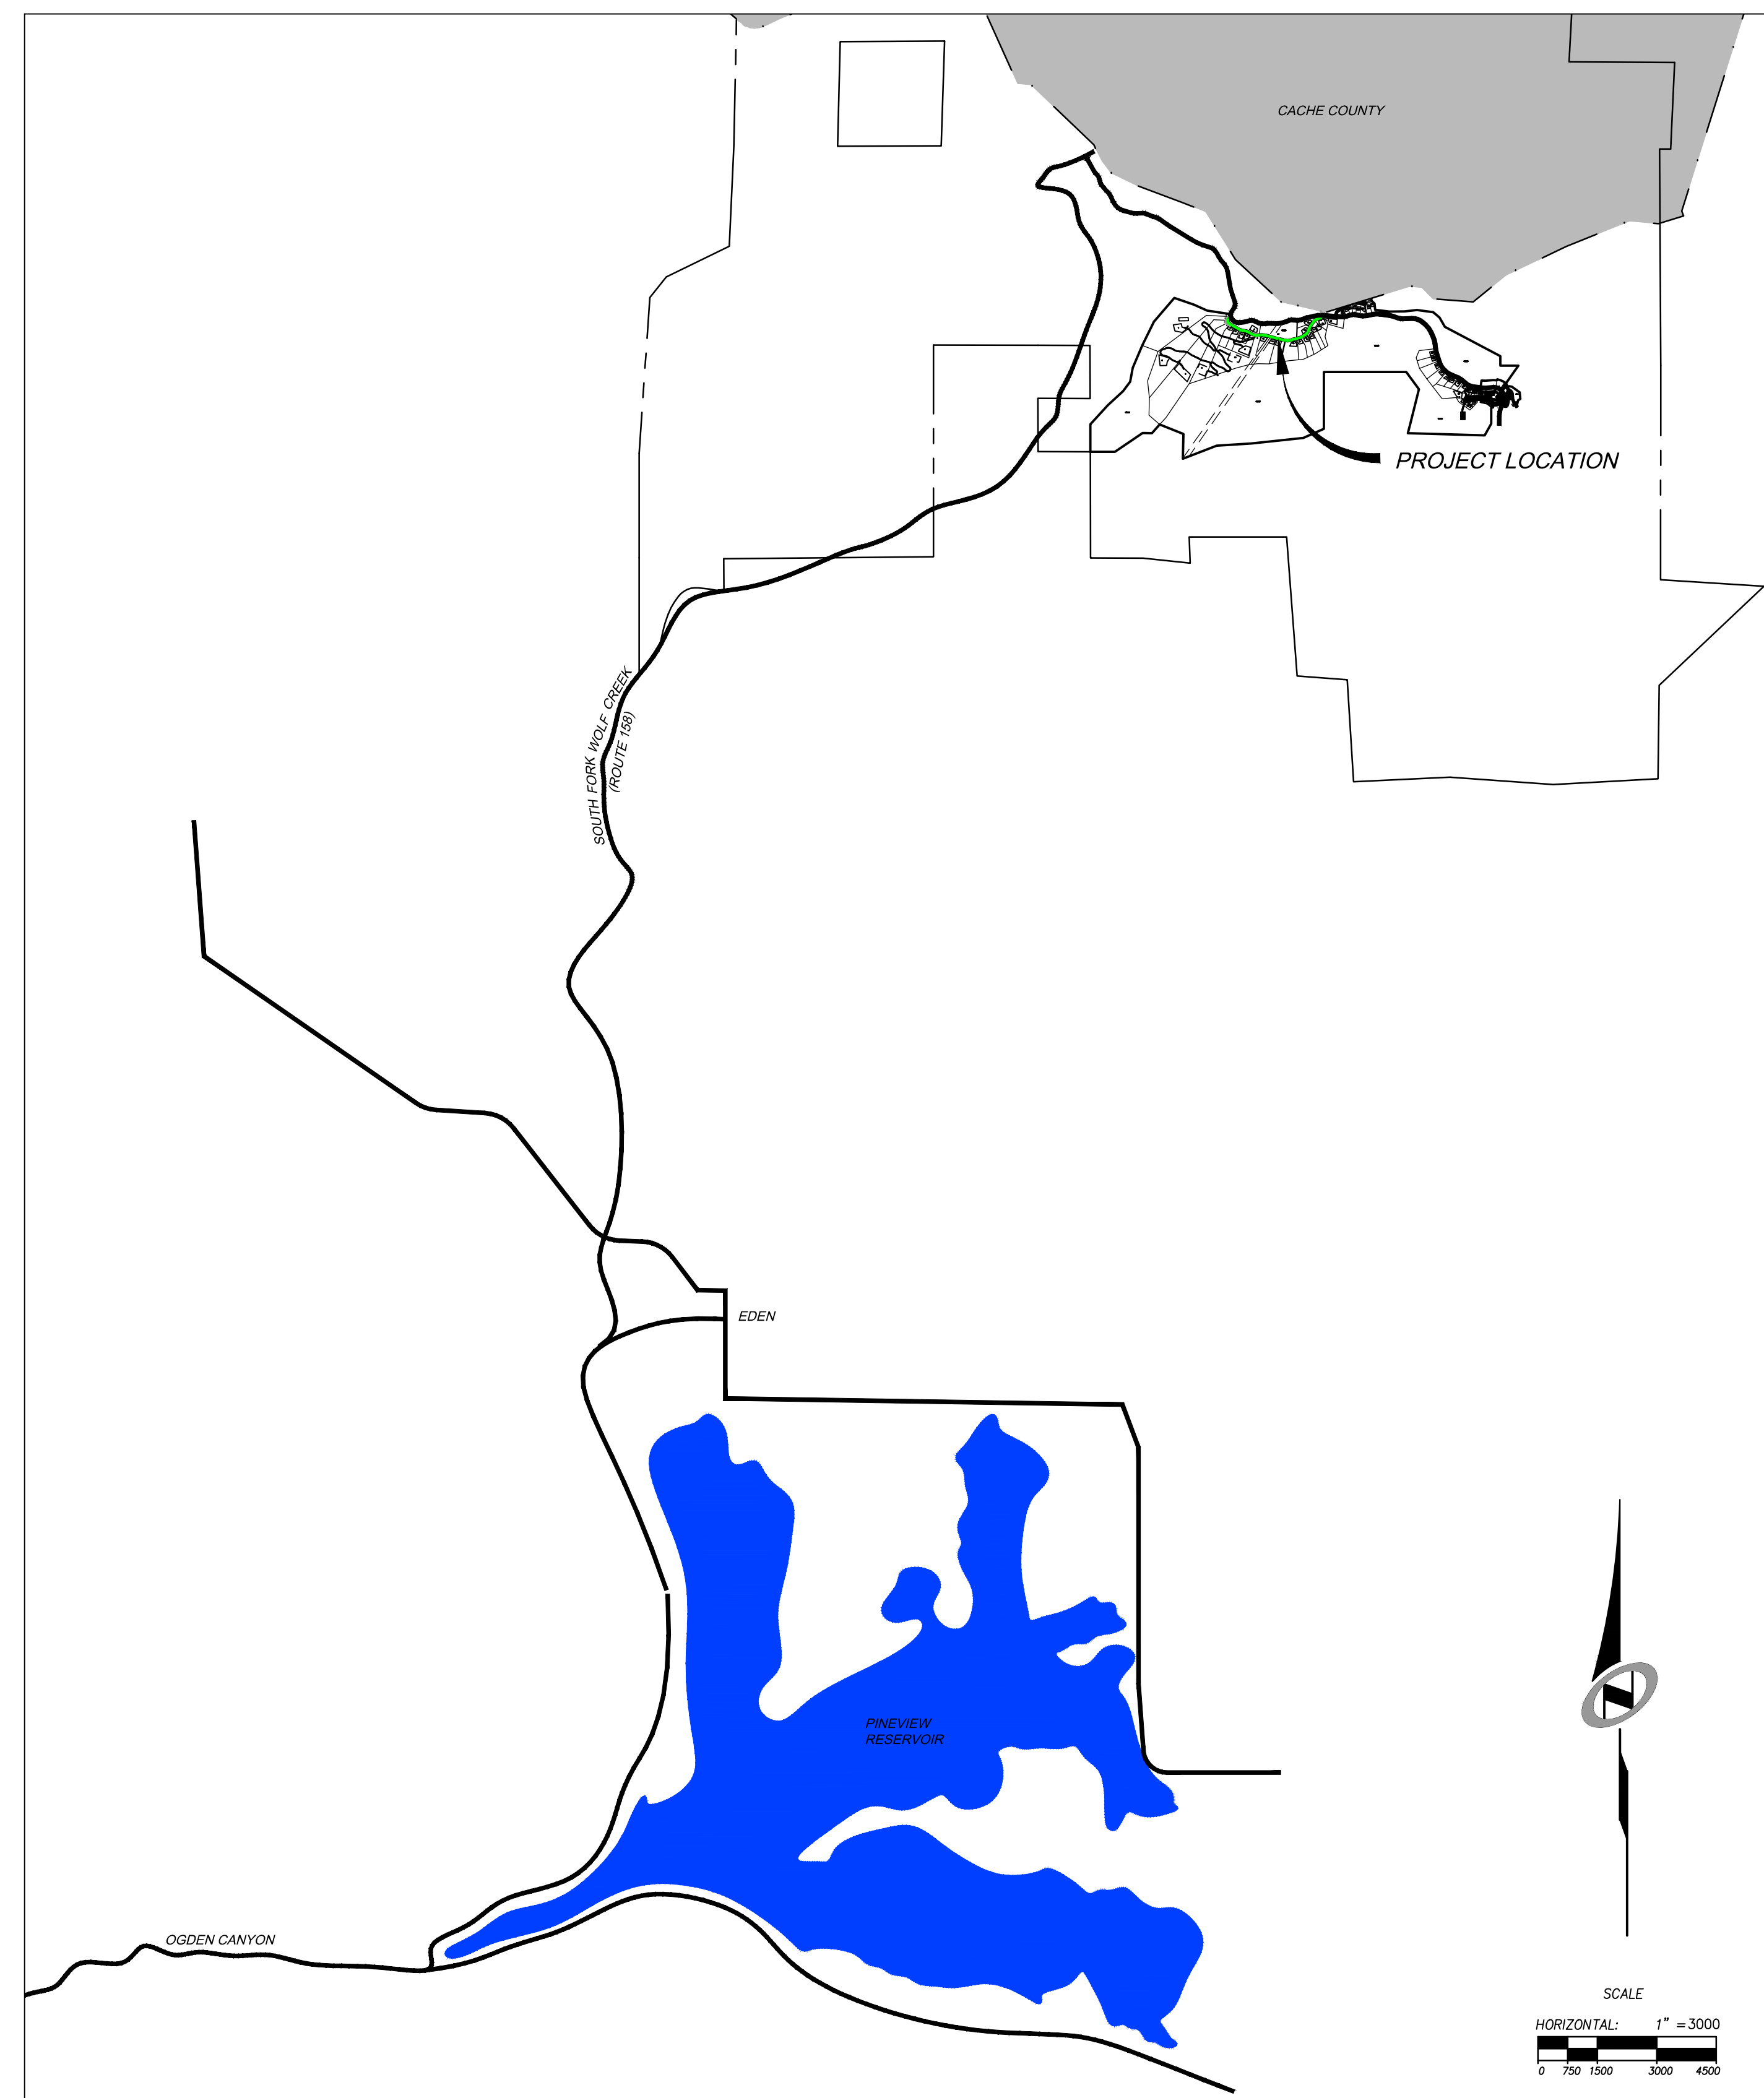 CACHE COUNTY
PROJECT LOCATION
SOUTH FORK WOLF CREEK
(ROUTE 158)
EDEN
PINEVIEW
RESERVOIR
OGDEN CANYON
N
SCALE
HORIZONTAL: 1" =3000
0 750 1500 3000 4500